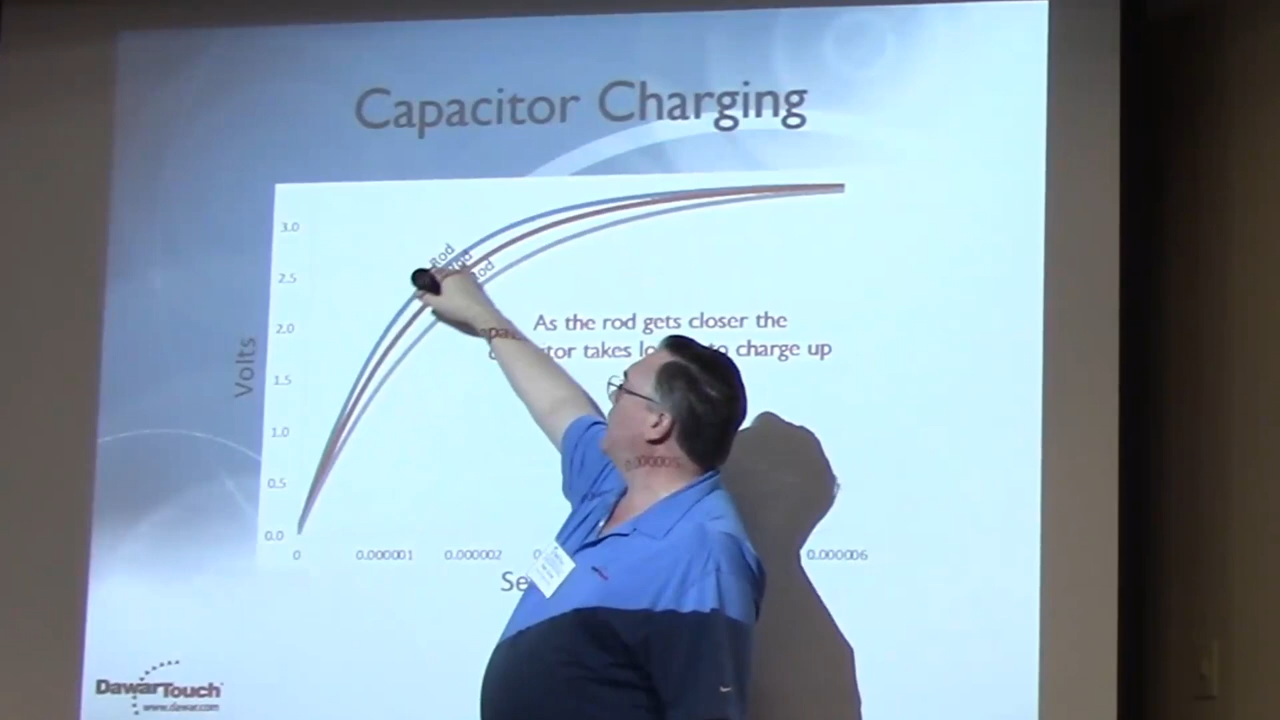 Capacitor Charging
3.0
2.5
2.0
1.5
1.0
0.5
0.0
Volts
Rod
Rod
Rod
As the rod gets closer the
takes to charge up
0.000005
0 0.000001 0.000002 0.000006
DawarTouch
www.dawar.com